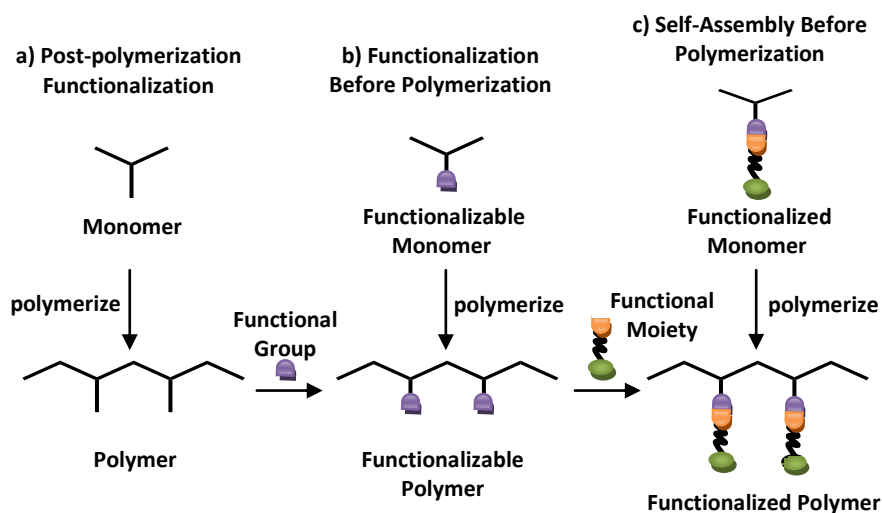 a) Post-polymerization
Functionalization
b) Functionalization
Before Polymerization
c) Self-Assembly Before
Polymerization
Monomer
Functionalizable
Monomer
Functionalized
Monomer
polymerize
polymerize
polymerize
Functional
Group
Functional
Moiety
Polymer
Functionalizable
Polymer
Functionalized Polymer